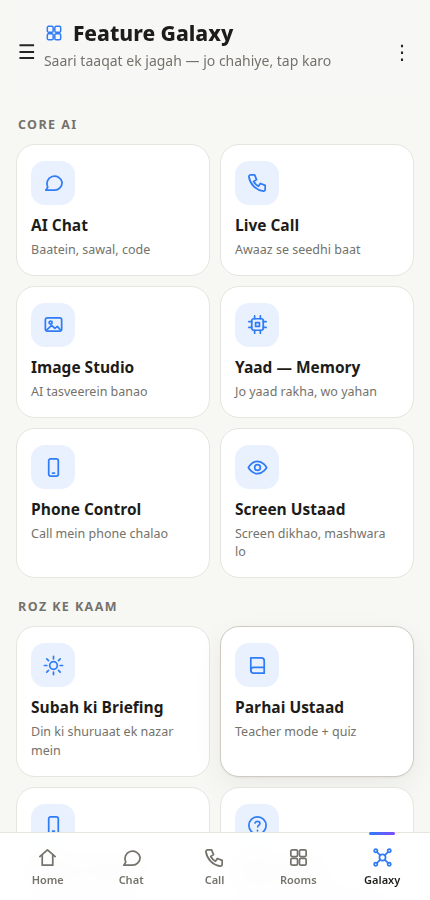 Feature Galaxy
Saari taaqat ek jagah — jo chahiye, tap karo
CORE AI
AI Chat
Baatein, sawal, code
Live Call
Awaaz se seedhi baat
Image Studio
AI tasveerein banao
Yaad — Memory
Jo yaad rakha, wo yahan
Phone Control
Call mein phone chalao
Screen Ustaad
Screen dikhao, mashwara
lo
ROZ KE KAAM
Subah ki Briefing
Din ki shuruaat ek nazar
mein
Parhai Ustaad
Teacher mode + quiz
Home
Chat
Call
Rooms
Galaxy